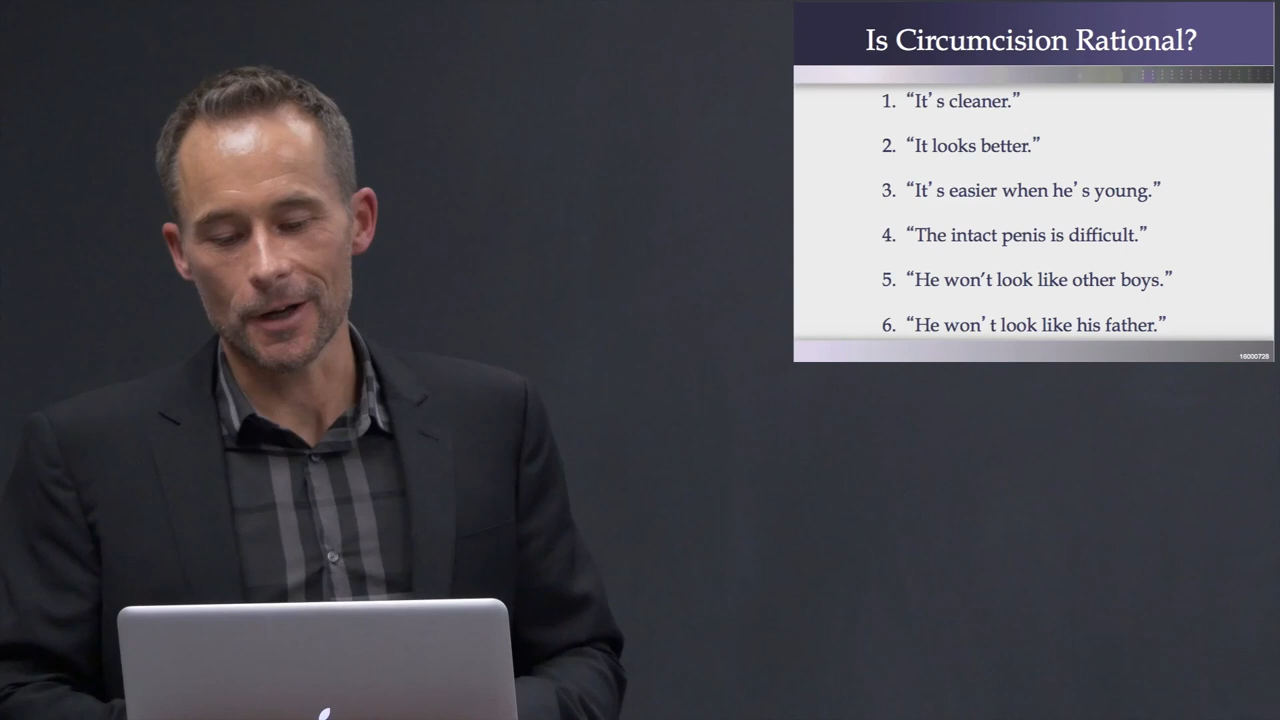 Is Circumcision Rational?
1. “It’ s cleaner.”
2. “It looks better.”
3. “It’ s easier when he’ s young.”
4. “The intact penis is difficult.”
5. “He won’t look like other boys.”
6. “He won’ t look like his father.”
18000728